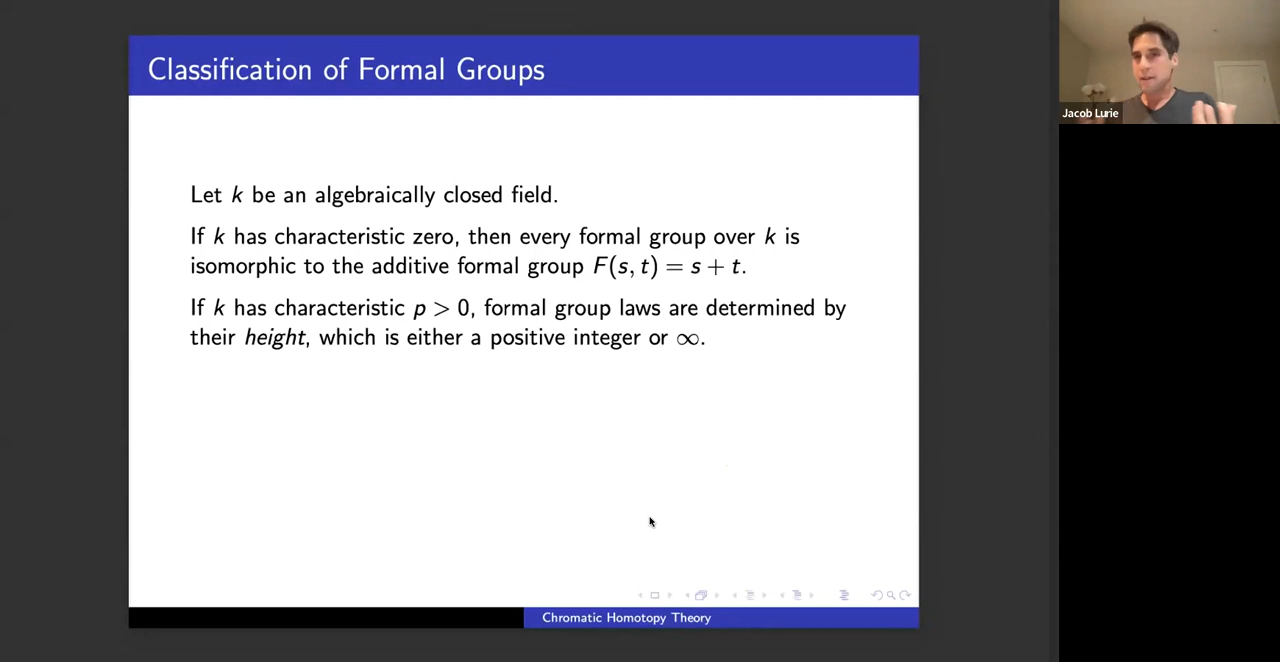 Classification of Formal Groups
Let k be an algebraically closed field.
If k has characteristic zero, then every formal group over k is
isomorphic to the additive formal group F(s, t) = s + t.
If k has characteristic p > 0, formal group laws are determined by
their height, which is either a positive integer or ∞.
Chromatic Homotopy Theory
Jacob Lurie